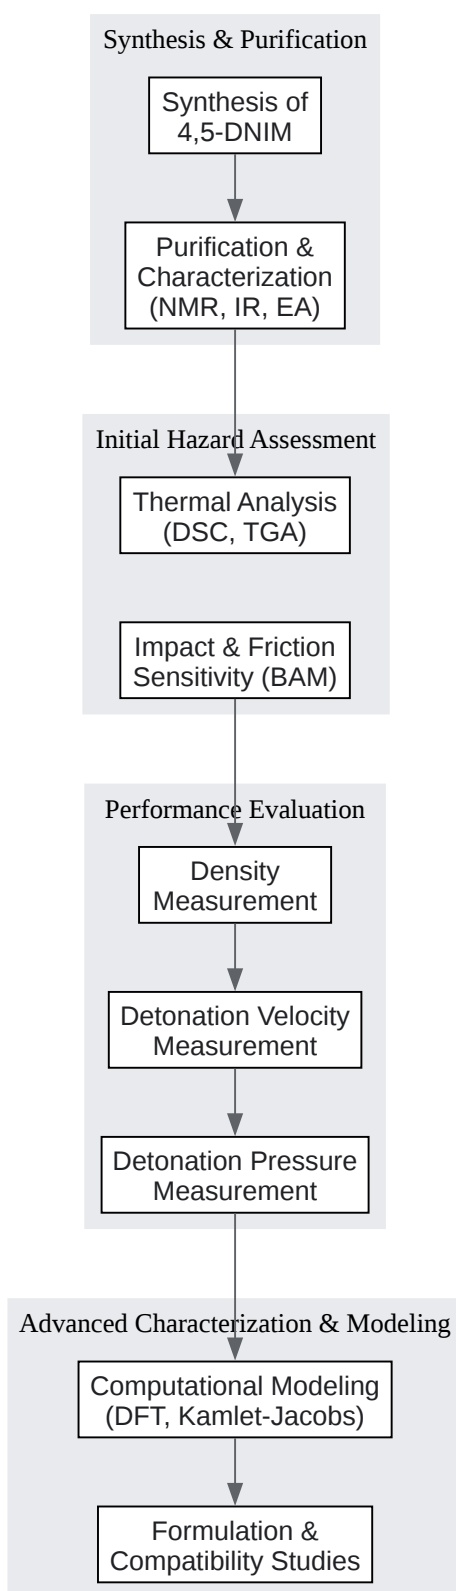 Synthesis & Purification
Synthesis of
4,5-DNIM
Purification &
Characterization
(NMR, IR, EA)
Initial Hazard Assessment
Thermal Analysis
(DSC, TGA)
Impact & Friction
Sensitivity (BAM)
Performance Evaluation
Density
Measurement
Detonation Velocity
Measurement
Detonation Pressure
Measurement
Advanced Characterization & Modeling
Computational Modeling
(DFT, Kamlet-Jacobs)
Formulation &
Compatibility Studies